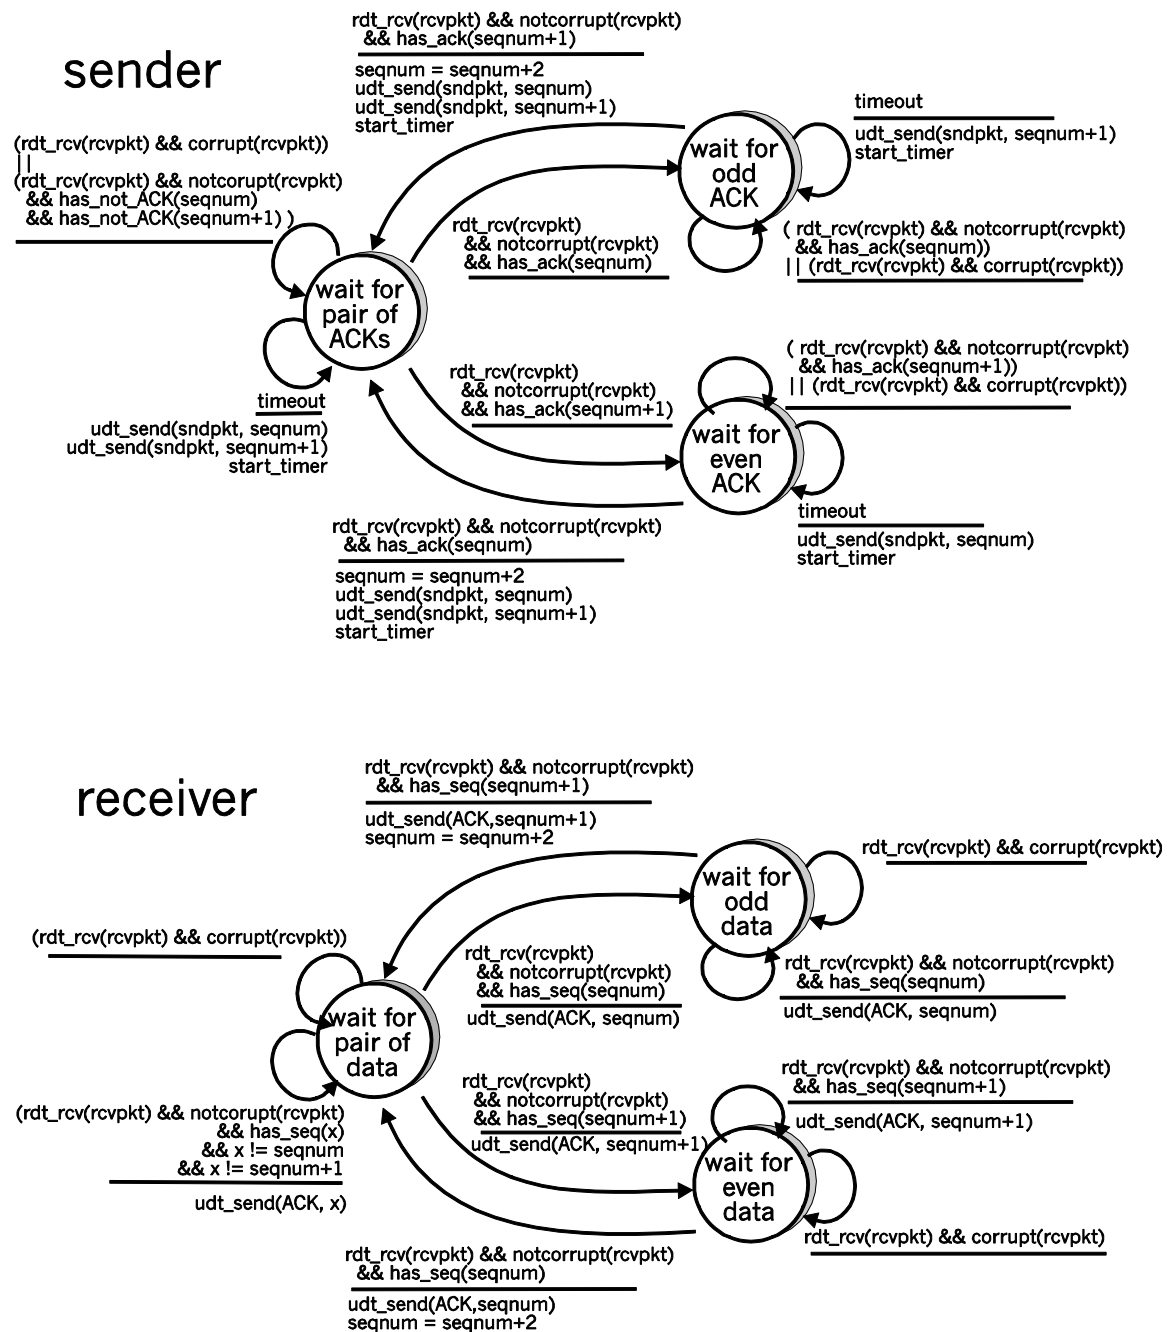 sender
rdt_rcv(rcvpkt) && notcorrupt(rcvpkt)
&& has_ack(seqnum+1)
seqnum = seqnum+2
udt_send(sndpkt, seqnum)
udt_send(sndpkt, seqnum+1)
start_timer
(rdt_rcv(rcvpkt) && corrupt(rcvpkt))
||
(rdt_rcv(rcvpkt) && notcorupt(rcvpkt)
&& has_not_ACK(seqnum)
&& has_not_ACK(seqnum+1) )
wait for
odd
ACK
timeout
udt_send(sndpkt, seqnum+1)
start_timer
rdt_rcv(rcvpkt)
&& notcorrupt(rcvpkt)
&& has_ack(seqnum)
( rdt_rcv(rcvpkt) && notcorrupt(rcvpkt)
&& has_ack(seqnum))
|| (rdt_rcv(rcvpkt) && corrupt(rcvpkt))
wait for
pair of
ACKs
timeout
udt_send(sndpkt, seqnum)
udt_send(sndpkt, seqnum+1)
start_timer
rdt_rcv(rcvpkt)
&& notcorrupt(rcvpkt)
&& has_ack(seqnum+1)
( rdt_rcv(rcvpkt) && notcorrupt(rcvpkt)
&& has_ack(seqnum+1))
|| (rdt_rcv(rcvpkt) && corrupt(rcvpkt))
wait for
even
ACK
timeout
udt_send(sndpkt, seqnum)
start_timer
rdt_rcv(rcvpkt) && notcorrupt(rcvpkt)
&& has_ack(seqnum)
seqnum = seqnum+2
udt_send(sndpkt, seqnum)
udt_send(sndpkt, seqnum+1)
start_timer
receiver
rdt_rcv(rcvpkt) && notcorrupt(rcvpkt)
&& has_seq(seqnum+1)
udt_send(ACK,seqnum+1)
seqnum = seqnum+2
wait for
odd
data
rdt_rcv(rcvpkt) && corrupt(rcvpkt)
(rdt_rcv(rcvpkt) && corrupt(rcvpkt))
rdt_rcv(rcvpkt)
&& notcorrupt(rcvpkt)
&& has_seq(seqnum)
udt_send(ACK, seqnum)
rdt_rcv(rcvpkt) && notcorrupt(rcvpkt)
&& has_seq(seqnum)
udt_send(ACK, seqnum)
wait for
pair of
data
(rdt_rcv(rcvpkt) && notcorupt(rcvpkt)
&& has_seq(x)
&& x != seqnum
&& x != seqnum+1
udt_send(ACK, x)
rdt_rcv(rcvpkt)
&& notcorrupt(rcvpkt)
&& has_seq(seqnum+1)
udt_send(ACK, seqnum+1)
rdt_rcv(rcvpkt) && notcorrupt(rcvpkt)
&& has_seq(seqnum+1)
udt_send(ACK, seqnum+1)
wait for
even
data
rdt_rcv(rcvpkt) && corrupt(rcvpkt)
rdt_rcv(rcvpkt) && notcorrupt(rcvpkt)
&& has_seq(seqnum)
udt_send(ACK,seqnum)
seqnum = seqnum+2